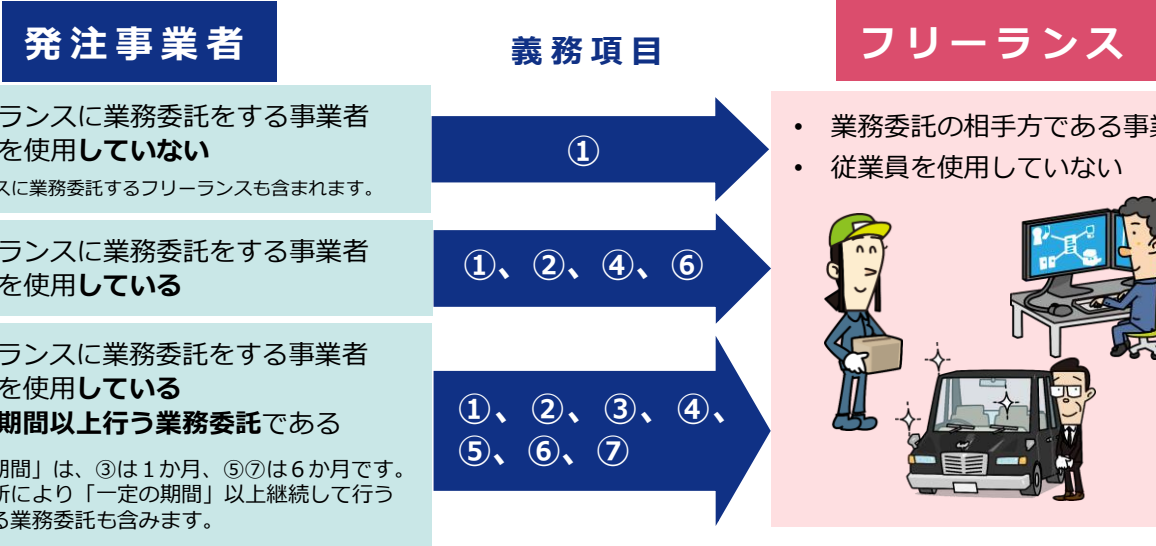 発注事業者
義務項目
フリーランス
ランスに業務委託をする事業者
を使用していない
スに業務委託するフリーランスも含まれます。
①
ランスに業務委託をする事業者
を使用している
①、②、④、⑥
ランスに業務委託をする事業者
を使用している
期間以上行う業務委託である
期間」は、③は１か月、⑤⑦は６か月です。
新により「一定の期間」以上継続して行う
る業務委託も含みます。
①、②、③、④、
⑤、⑥、⑦
• 業務委託の相手方である事業
• 従業員を使用していない